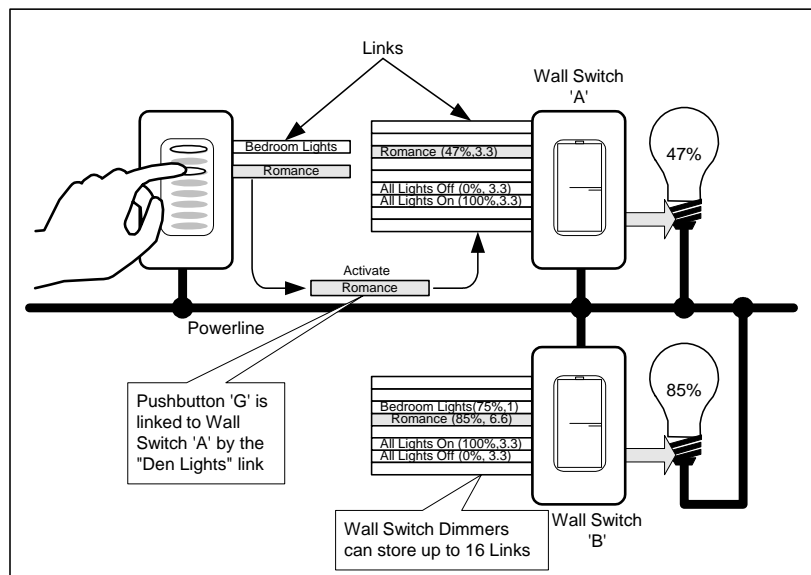 Links
Wall Switch
'A'
Bedroom Lights
Romance
Romance (47%,3.3)
All Lights Off (0%, 3.3)
All Lights On (100%,3.3)
47%
Activate
Romance
Powerline
Pushbutton 'G' is
linked to Wall
Switch 'A' by the
"Den Lights" link
Bedroom Lights(75%,1)
Romance (85%, 6.6)
All Lights On (100%,3.3)
All Lights Off (0%, 3.3)
85%
Wall Switch Dimmers
can store up to 16 Links
Wall Switch
'B'